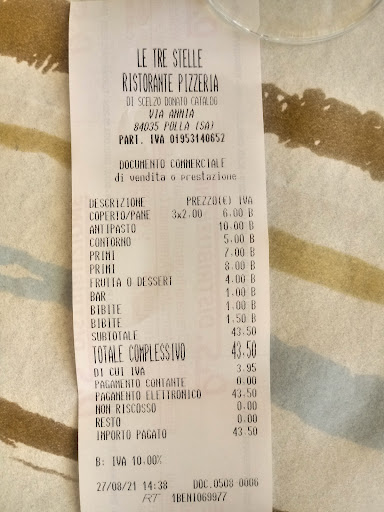 LE TRE STELLE
RISTORANTE PIZZERIA
DI SCELZO DONATO CATALDO
VIA ANNIA
84035 POLLA (SA)
PART. IVA 01953140652
DOCUMENTO COMMERCIALE
di vendita o prestazione
DESCRIZIONE PREZZO(€) IVA
COPERIO/PANE 3x2.00 6.00 B
ANTIPASTO 10.00 B
CONTORNO 5.00 B
PRIMI 7.00 B
PRIMI 8.00 B
FRUTTA O DESSERT 4.00 B
BAR 1.00 B
BIBITE 1.00 B
BIBITE 1.50 B
SUBTOTALE 43.50
TOTALE COMPLESSIVO 43.50
DI CUI IVA 3.95
PAGAMENTO CONTANTE 0.00
PAGAMENTO ELETTRONICO 43.50
NON RISCOSSO 0.00
RESTO 0.00
IMPORTO PAGATO 43.50
B: IVA 10.00%
27/08/21 14:38 DOC.0508-0006
RT 1BENI069977